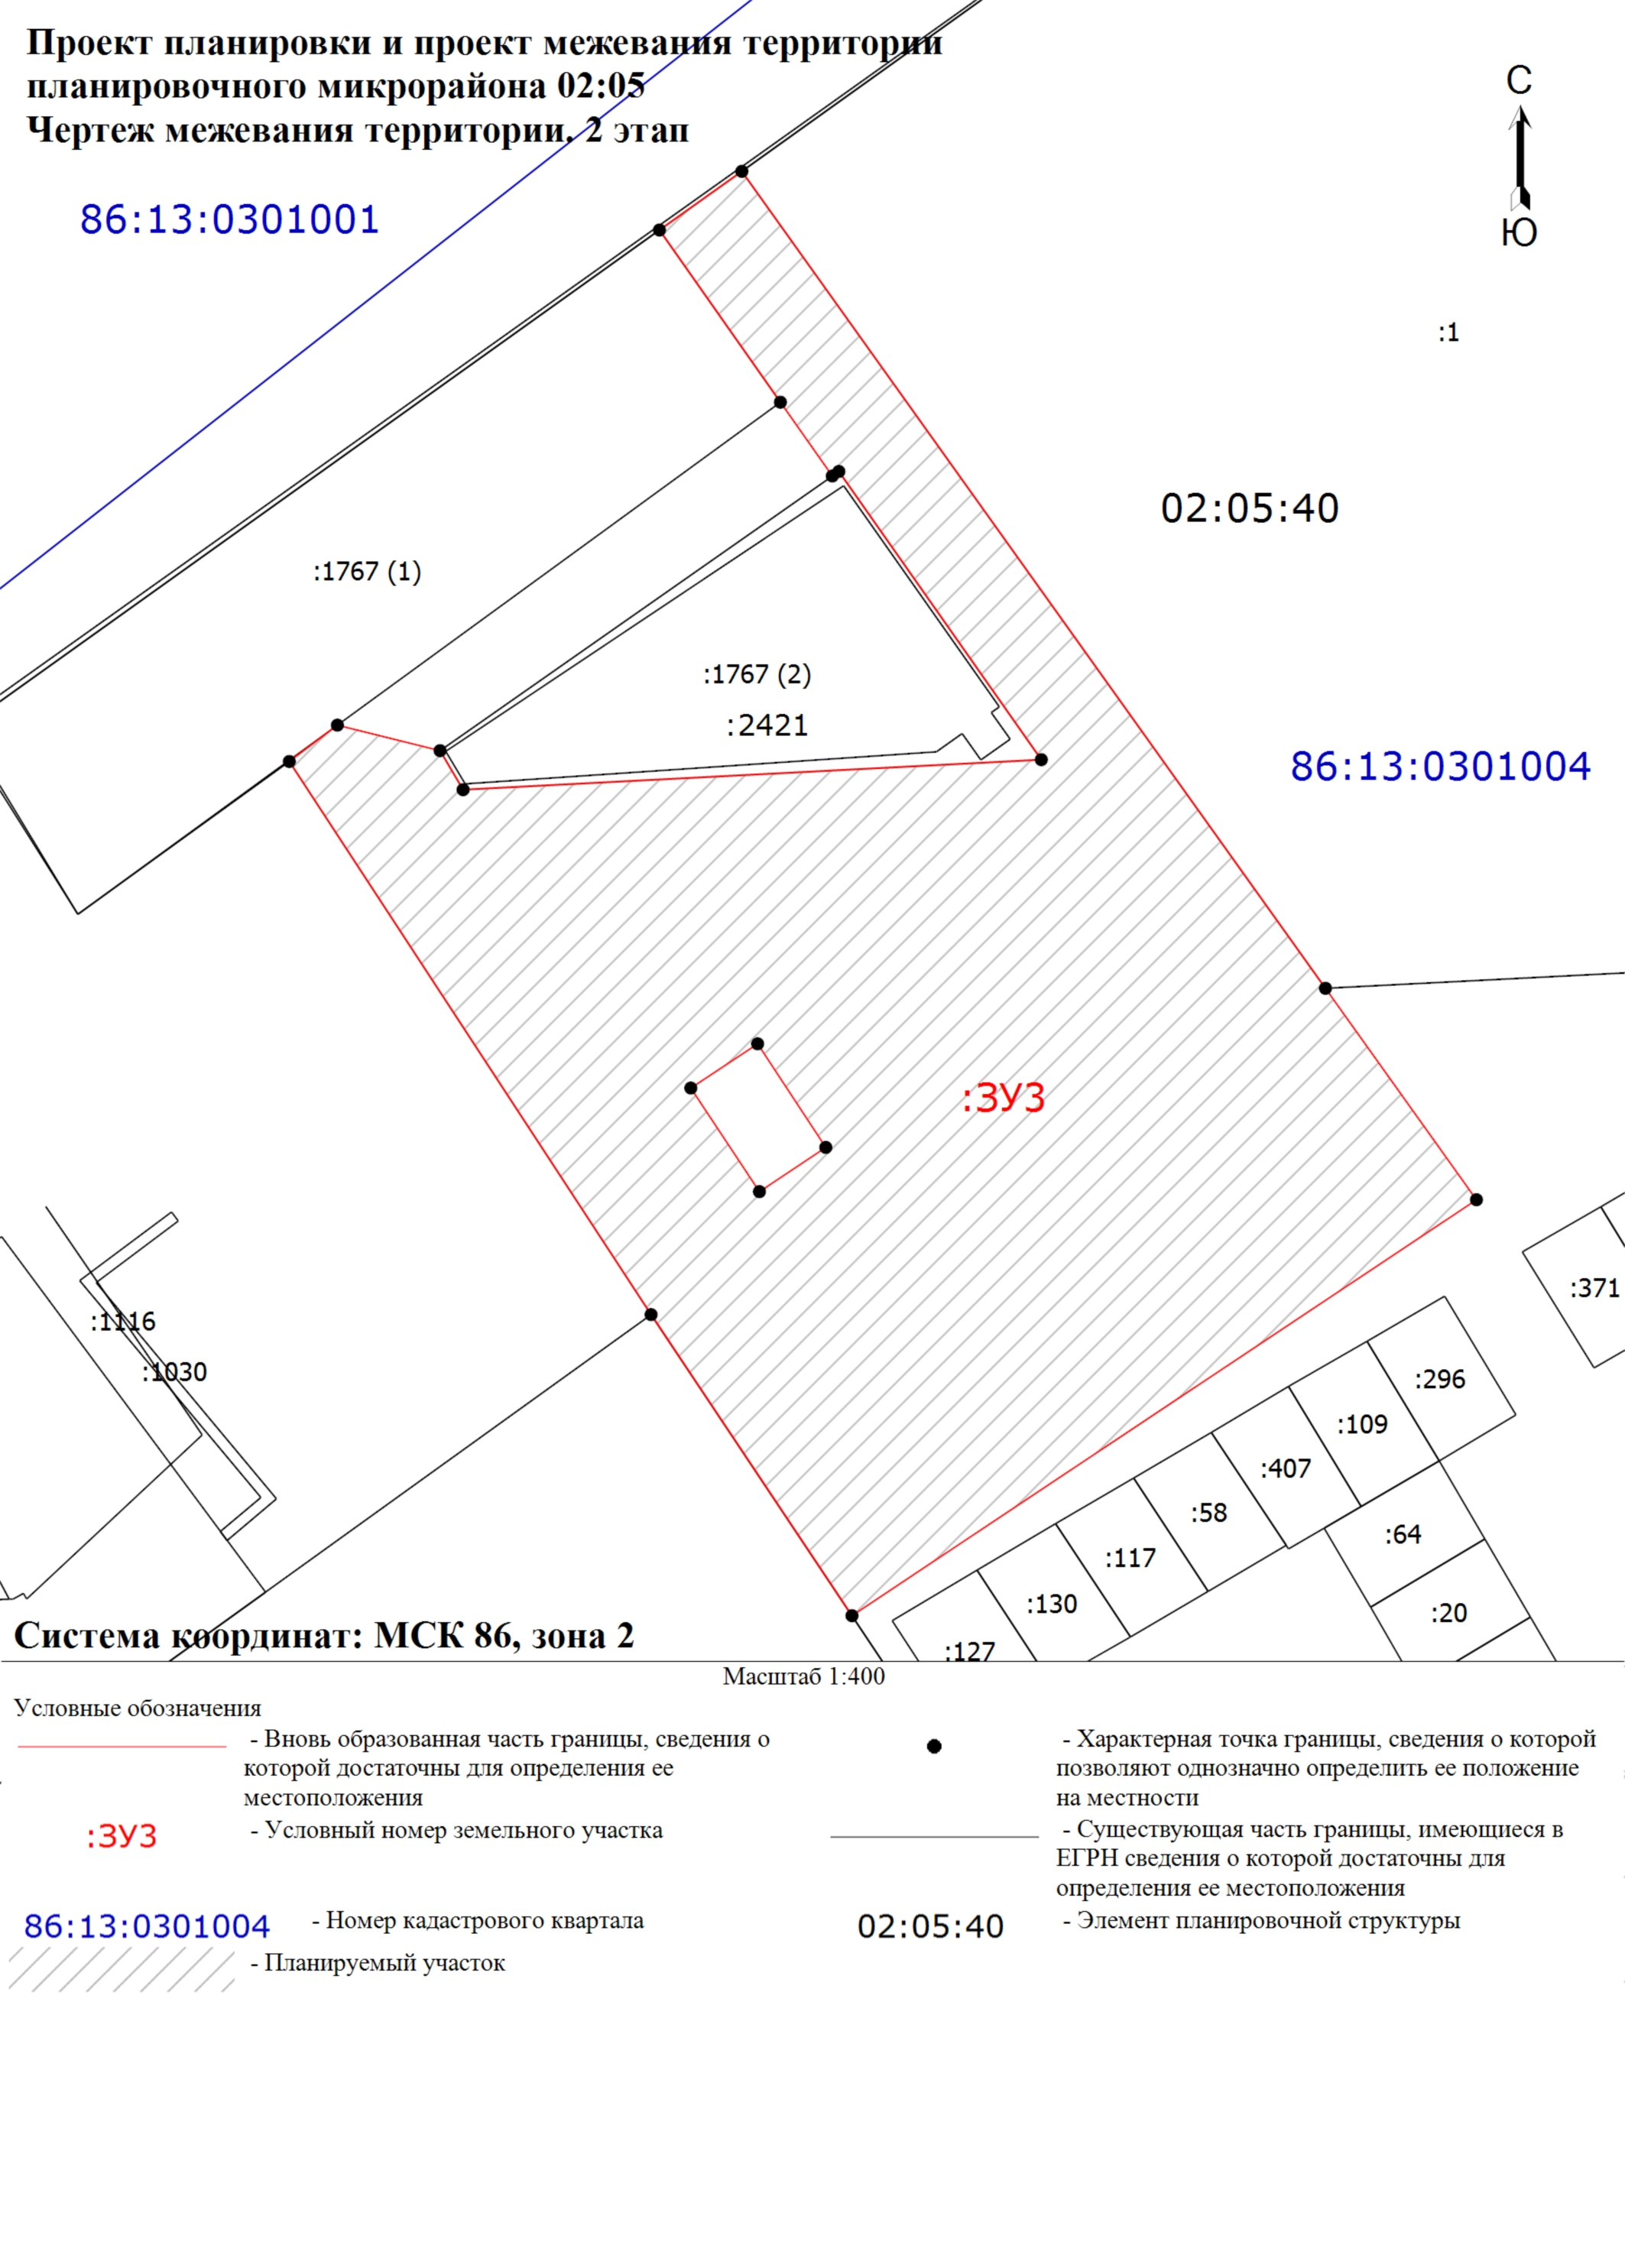 Проект планировки и проект межевания территории
планировочного микрорайона 02:05
Чертеж межевания территории. 2 этап
С
Ю
86:13:0301001
:1
02:05:40
:1767 (1)
:1767 (2)
:2421
86:13:0301004
:ЗУ3
:371
:1116
:1030
:296
:109
:407
:58
:64
:117
:130
:20
:127
Система координат: МСК 86, зона 2
Масштаб 1:400
Условные обозначения
- Вновь образованная часть границы, сведения о
которой достаточны для определения ее
местоположения
- Характерная точка границы, сведения о которой
позволяют однозначно определить ее положение
на местности
:ЗУ3
- Условный номер земельного участка
- Существующая часть границы, имеющиеся в
ЕГРН сведения о которой достаточны для
определения ее местоположения
86:13:0301004
- Номер кадастрового квартала
02:05:40
- Элемент планировочной структуры
- Планируемый участок